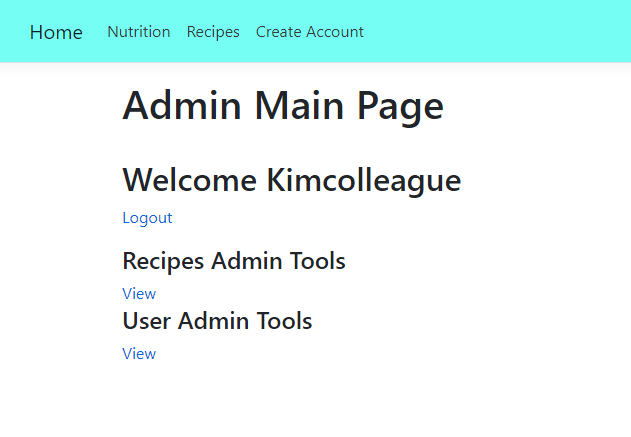 Home Nutrition Recipes Create Account
Admin Main Page
Welcome Kimcolleague
Logout
Recipes Admin Tools
View
User Admin Tools
View